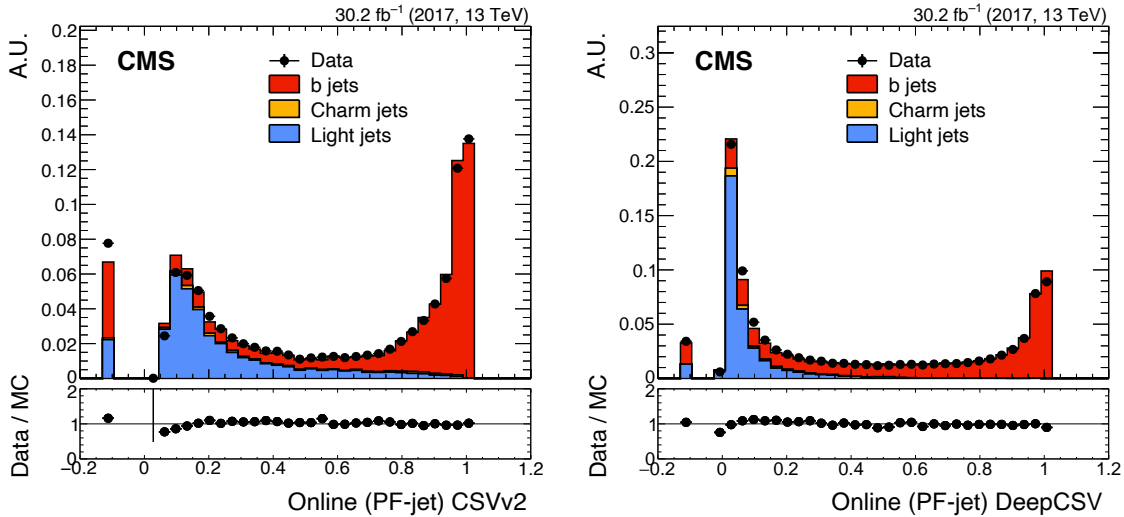 30.2 fb⁻¹ (2017, 13 TeV)
A.U.
0.2
0.18
0.16
0.14
0.12
0.1
0.08
0.06
0.04
0.02
0
CMS
Data
b jets
Charm jets
Light jets
Data / MC
2
1
0
−0.2 0 0.2 0.4 0.6 0.8 1 1.2
Online (PF-jet) CSVv2
30.2 fb⁻¹ (2017, 13 TeV)
A.U.
0.3
0.25
0.2
0.15
0.1
0.05
0
CMS
Data
b jets
Charm jets
Light jets
Data / MC
2
1
0
−0.2 0 0.2 0.4 0.6 0.8 1 1.2
Online (PF-jet) DeepCSV